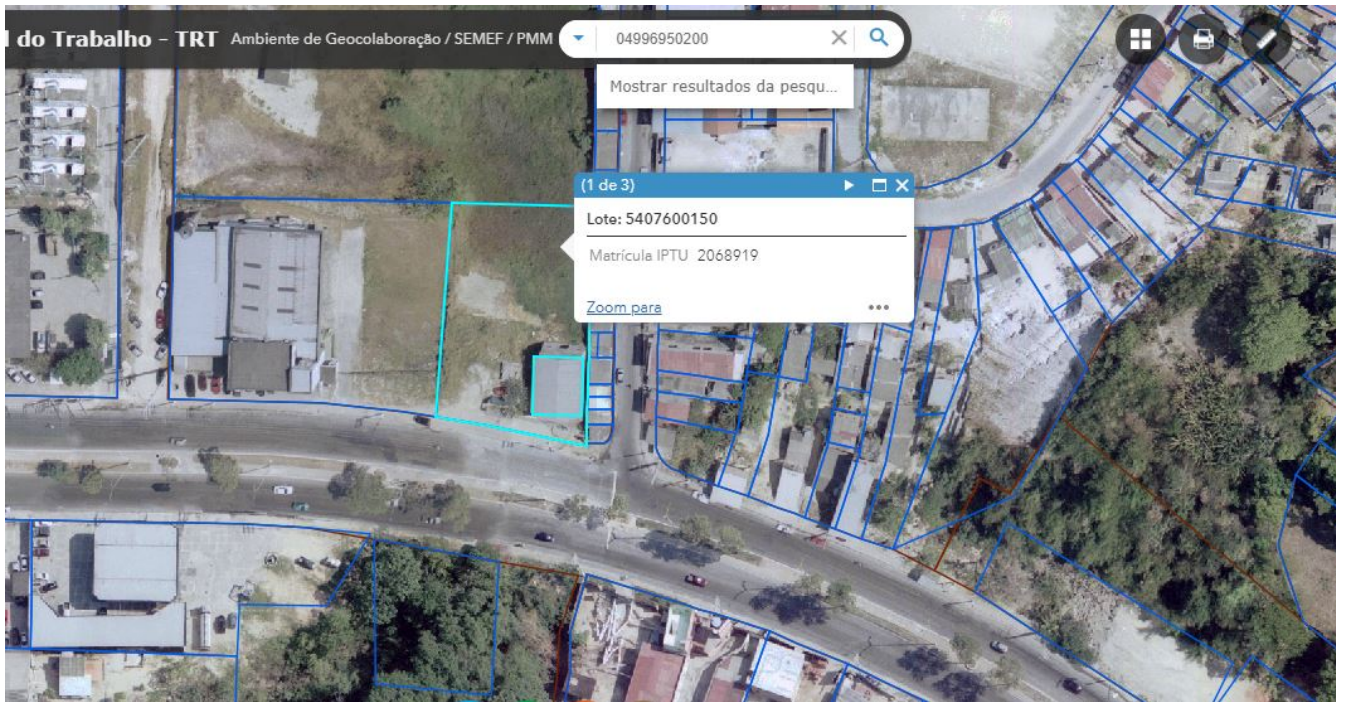 l do Trabalho - TRT Ambiente de Geocolaboração / SEMEF / PMM 04996950200
Mostrar resultados da pesqu...
(1 de 3)
Lote: 5407600150
Matrícula IPTU 2068919
Zoom para